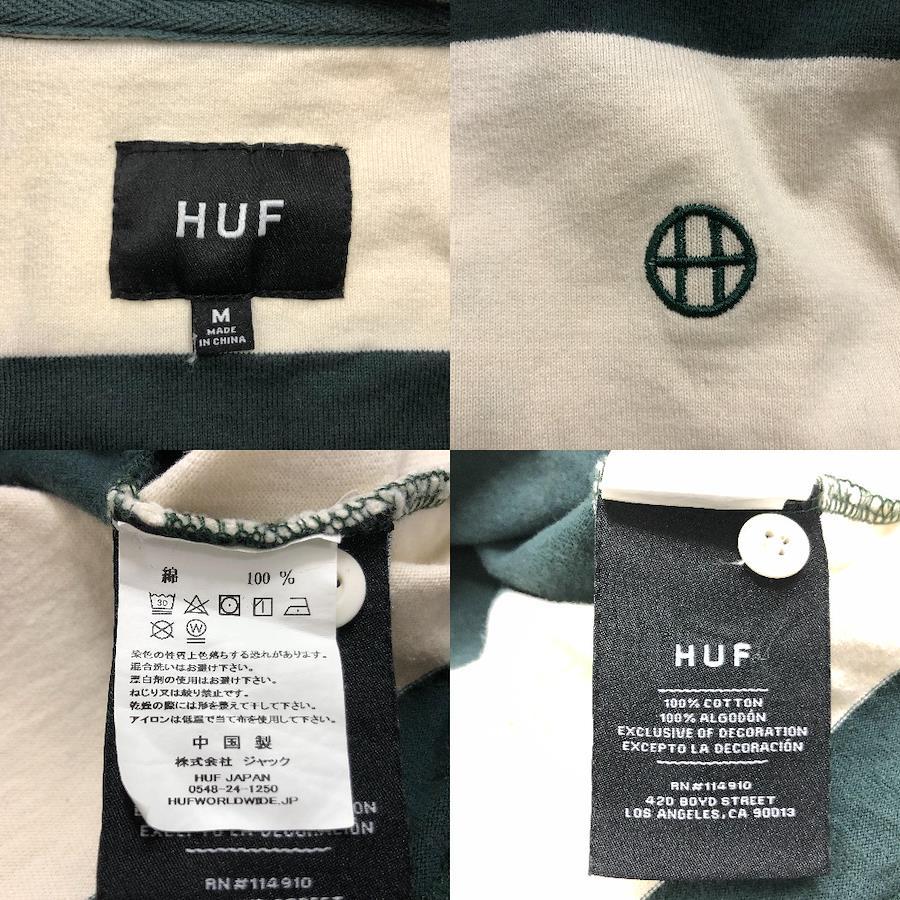 HUF
M
MADE
IN CHINA
綿 100 %
30
W
染色の性質上色落ちする恐れがあります。
混合洗いはお避け下さい。
漂白剤の使用はお避け下さい。
ねじり又は絞り禁止です。
乾燥の際には形を整えて干して下さい。
アイロンは低温で当て布を使用して下さい。
中国製
株式会社 ジャック
HUF JAPAN
0548-24-1250
HUFWORLDWIDE.JP
EXCEPTO LA DECORACIÓN
RN#114910
HUF
100% COTTON
100% ALGODÓN
EXCLUSIVE OF DECORATION
EXCEPTO LA DECORACIÓN
RN#114910
420 BOYD STREET
LOS ANGELES, CA 90013